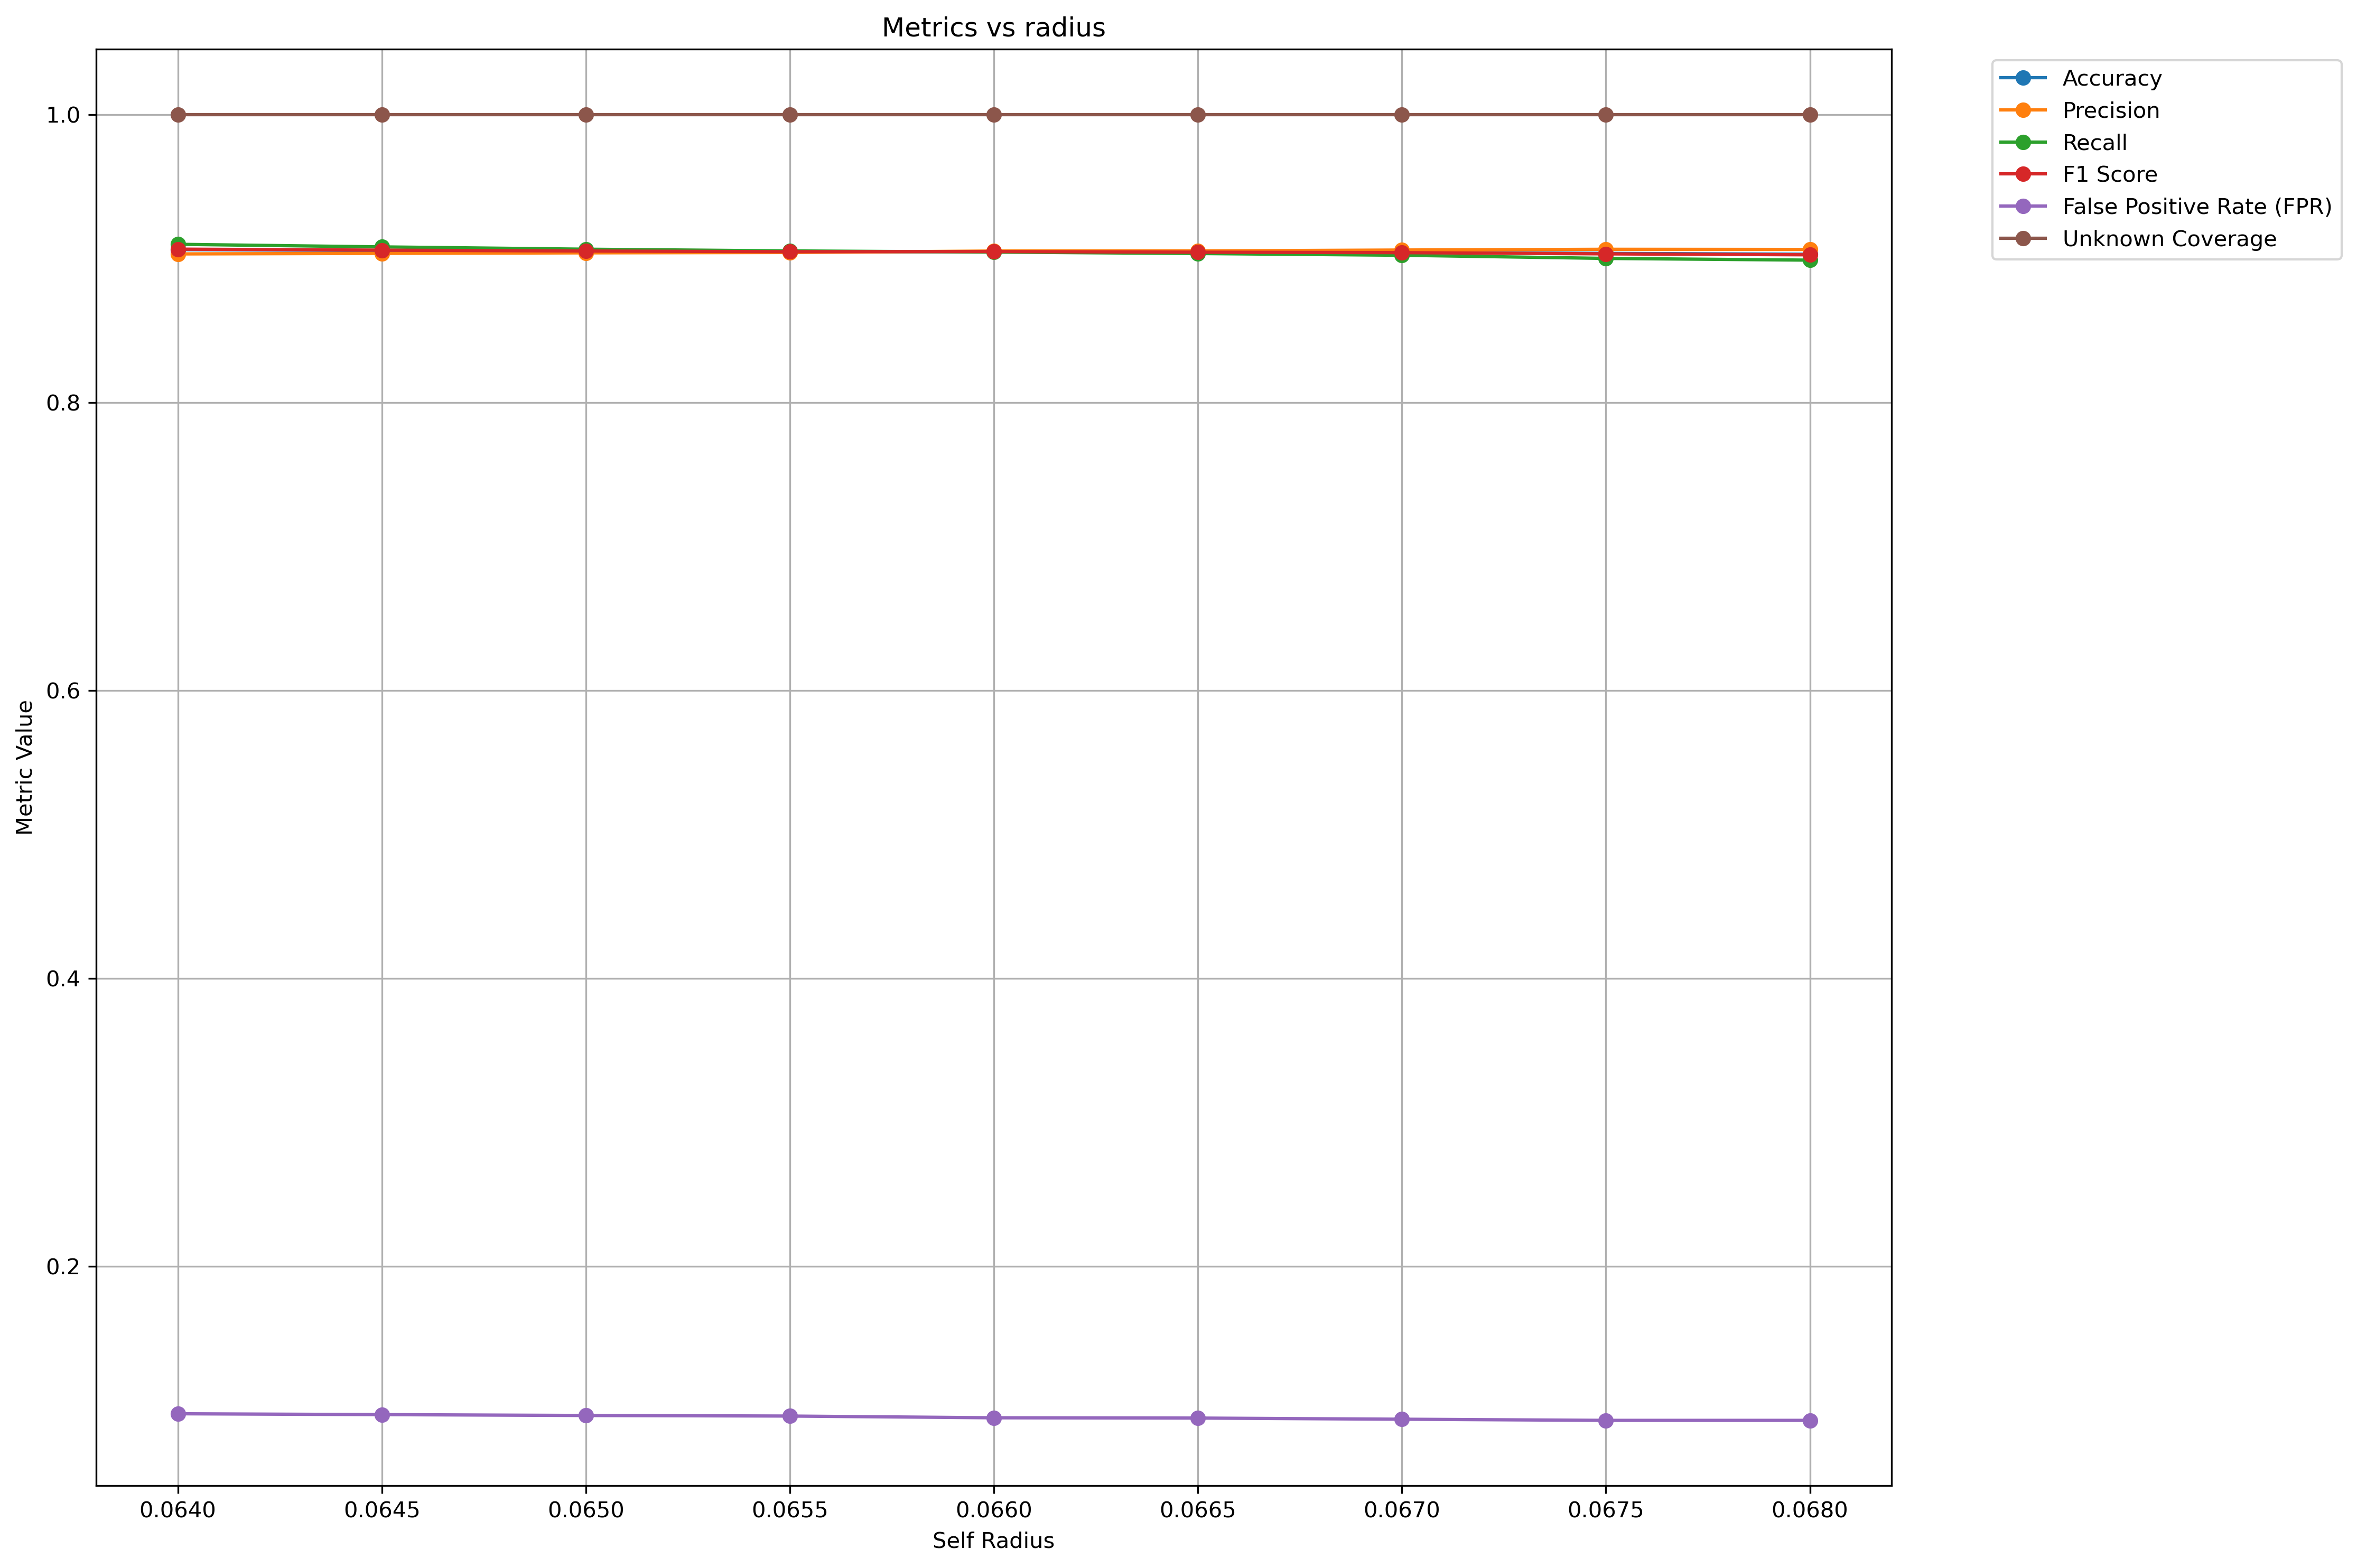 Metrics vs radius
Accuracy
Precision
Recall
F1 Score
False Positive Rate (FPR)
Unknown Coverage
Metric Value
1.0
0.8
0.6
0.4
0.2
0.0640 0.0645 0.0650 0.0655 0.0660 0.0665 0.0670 0.0675 0.0680
Self Radius